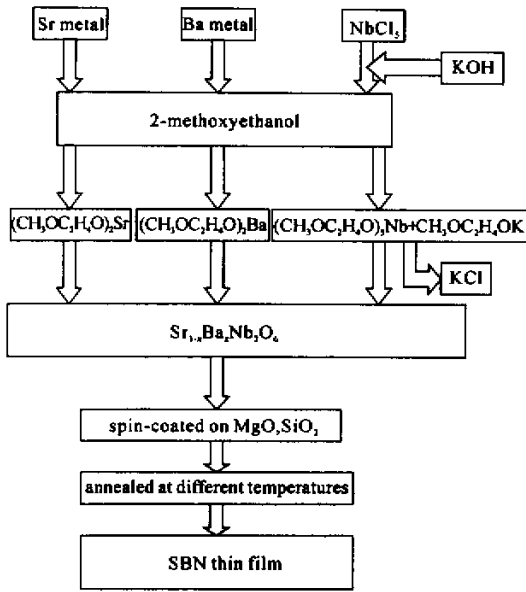 Sr metal
Ba metal
NbCl₅
KOH
2-methoxyethanol
(CH₃OC₂H₄O)₂Sr
(CH₃OC₂H₄O)₂Ba
(CH₃OC₂H₄O)₅Nb+CH₃OC₂H₄OK
KCl
Sr₁₋ₓBaₓNb₂O₆
spin-coated on MgO,SiO₂
annealed at different temperatures
SBN thin film